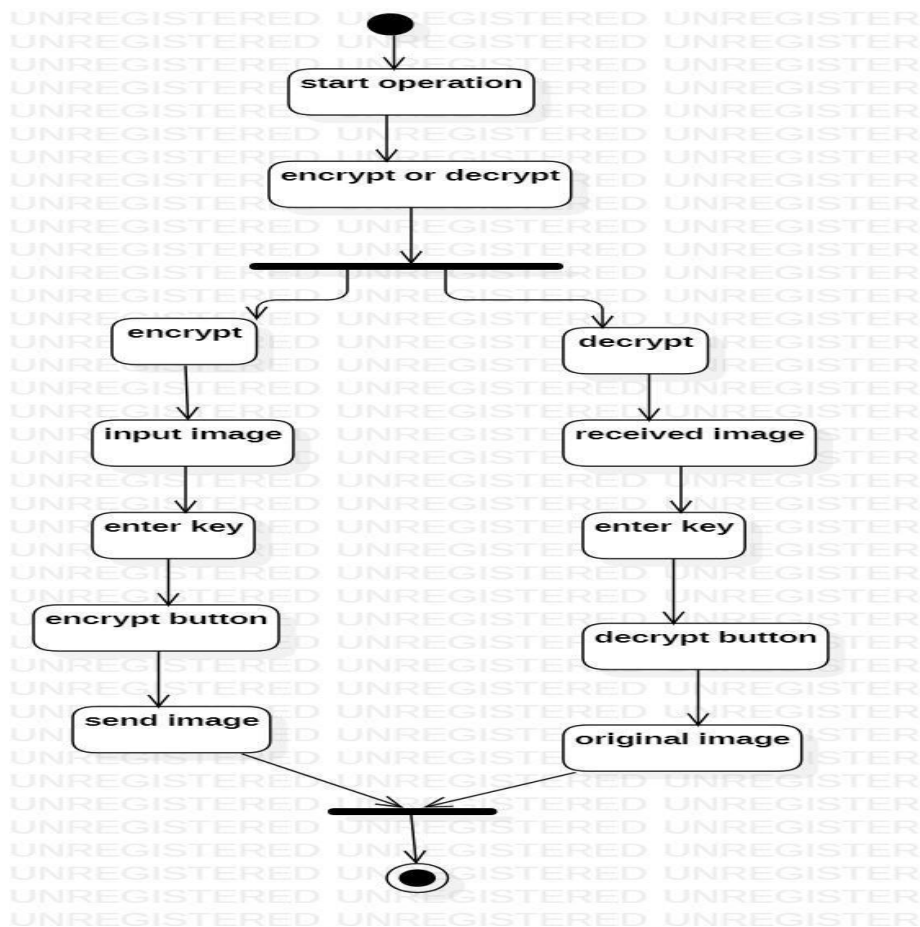 start operation
encrypt or decrypt
encrypt
decrypt
input image
received image
enter key
enter key
encrypt button
decrypt button
send image
original image
UNREGISTERED